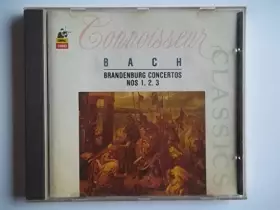 Connoisseur
CLASSICS
BACH
BRANDENBURG CONCERTOS
NOS 1, 2, 3